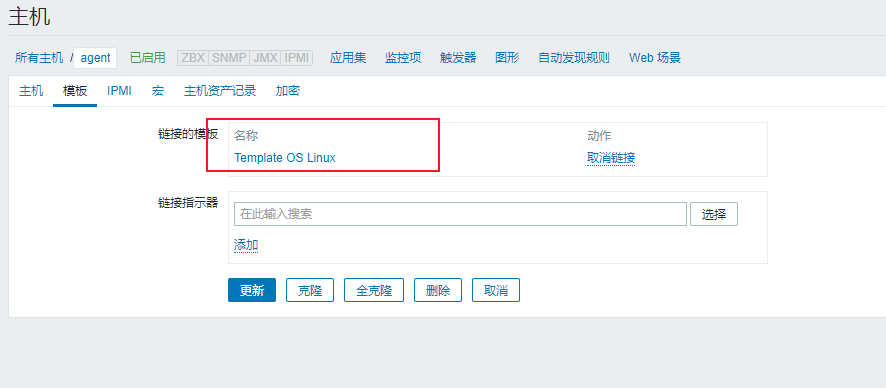 主机
所有主机 / agent 已启用 ZBX SNMP JMX IPMI 应用集 监控项 触发器 图形 自动发现规则 Web 场景
主机 模板 IPMI 宏 主机资产记录 加密
链接的模板 名称 动作
Template OS Linux 取消链接
链接指示器
在此输入搜索 选择
添加
更新 克隆 全克隆 删除 取消